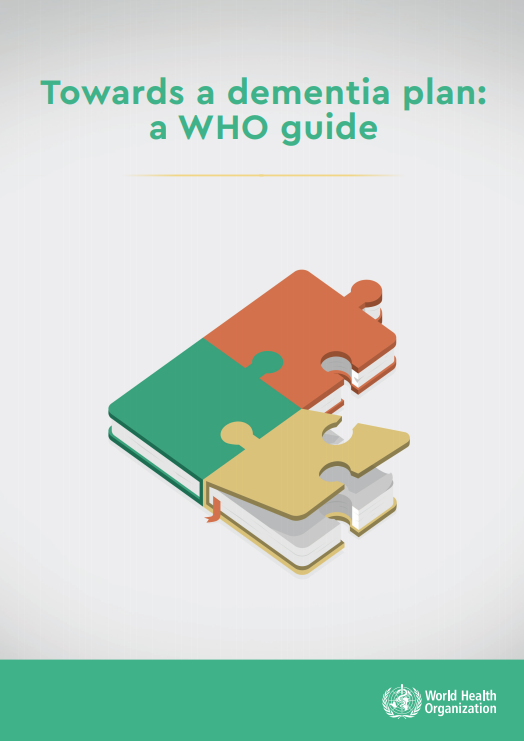 Towards a dementia plan:
a WHO guide
World Health
Organization